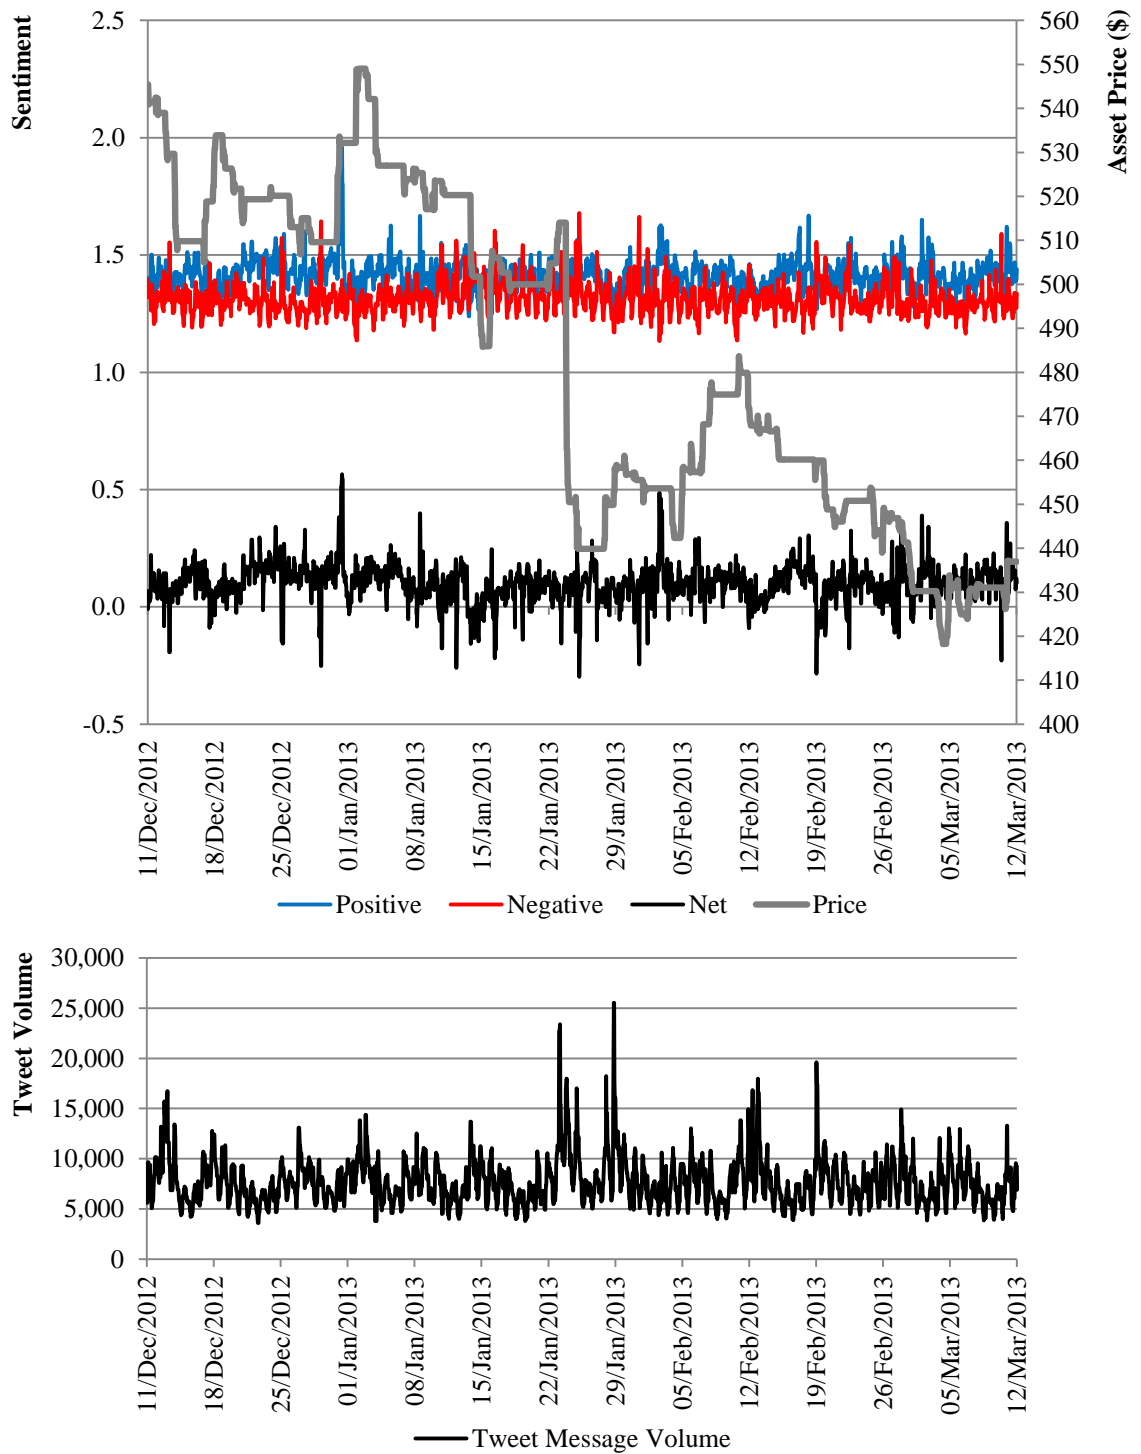 Sentiment
2.5
2.0
1.5
1.0
0.5
0.0
-0.5
Asset Price ($)
560
550
540
530
520
510
500
490
480
470
460
450
440
430
420
410
400
11/Dec/2012
18/Dec/2012
25/Dec/2012
01/Jan/2013
08/Jan/2013
15/Jan/2013
22/Jan/2013
29/Jan/2013
05/Feb/2013
12/Feb/2013
19/Feb/2013
26/Feb/2013
05/Mar/2013
12/Mar/2013
Positive Negative Net Price
Tweet Volume
30,000
25,000
20,000
15,000
10,000
5,000
0
11/Dec/2012
18/Dec/2012
25/Dec/2012
01/Jan/2013
08/Jan/2013
15/Jan/2013
22/Jan/2013
29/Jan/2013
05/Feb/2013
12/Feb/2013
19/Feb/2013
26/Feb/2013
05/Mar/2013
12/Mar/2013
Tweet Message Volume